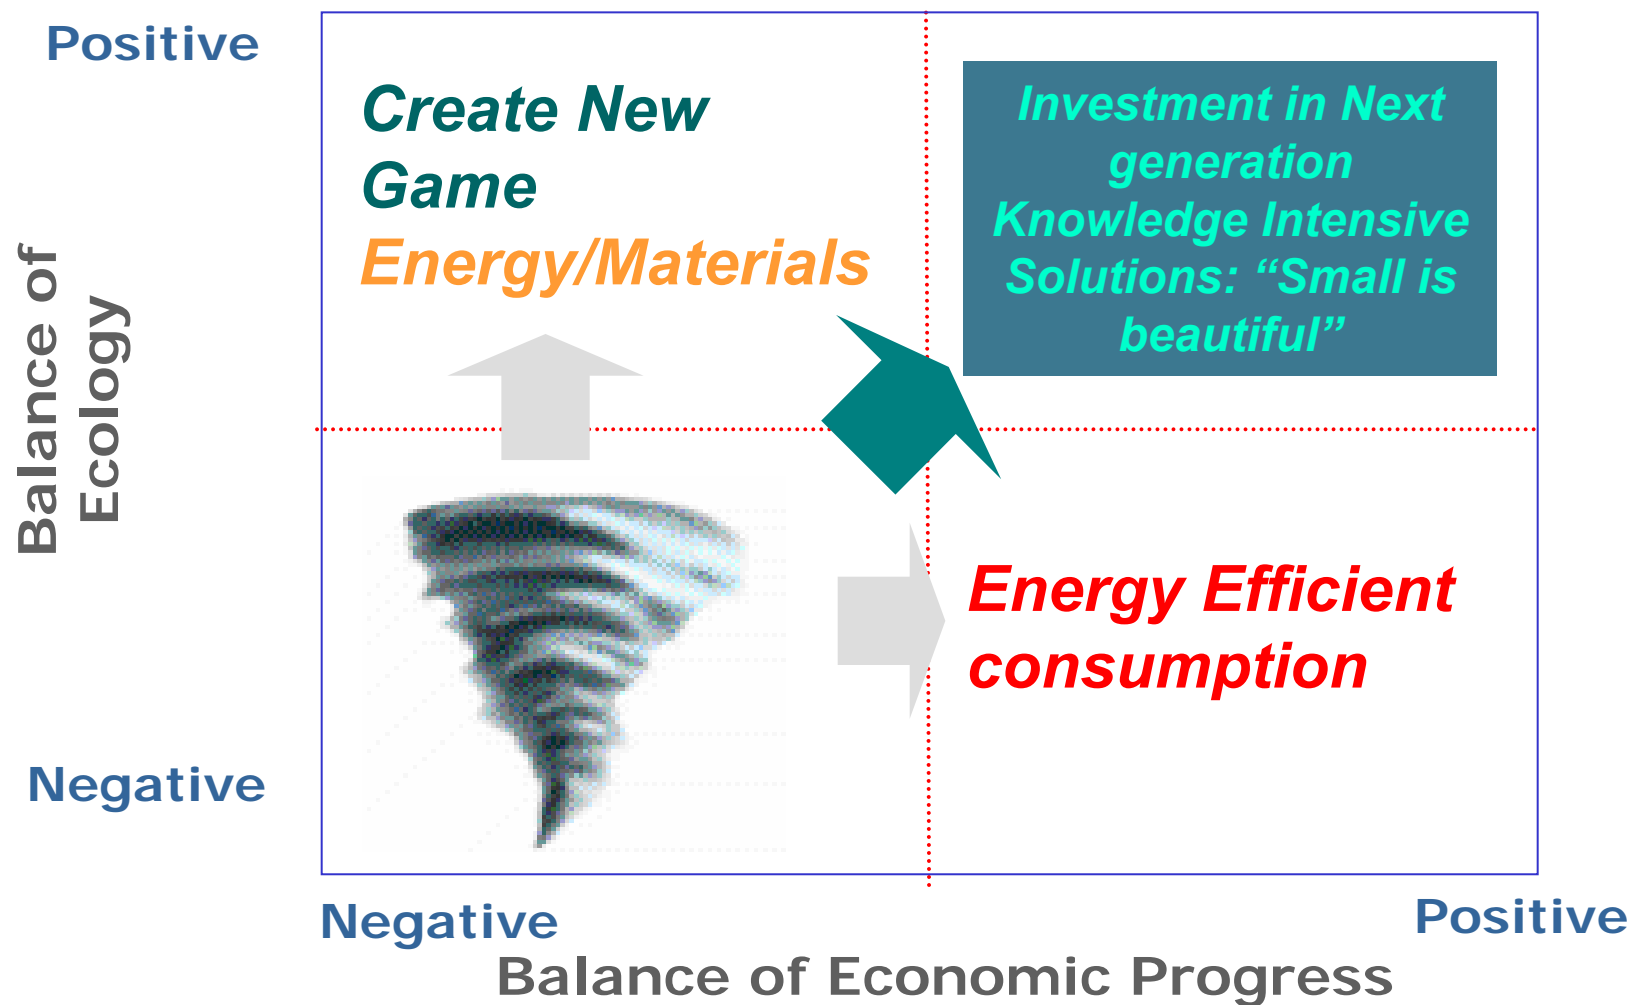 Positive
Create New
Game
Energy/Materials
Investment in Next
generation
Knowledge Intensive
Solutions: “Small is
beautiful”
Balance of
Ecology
Energy Efficient
consumption
Negative
Negative
Positive
Balance of Economic Progress